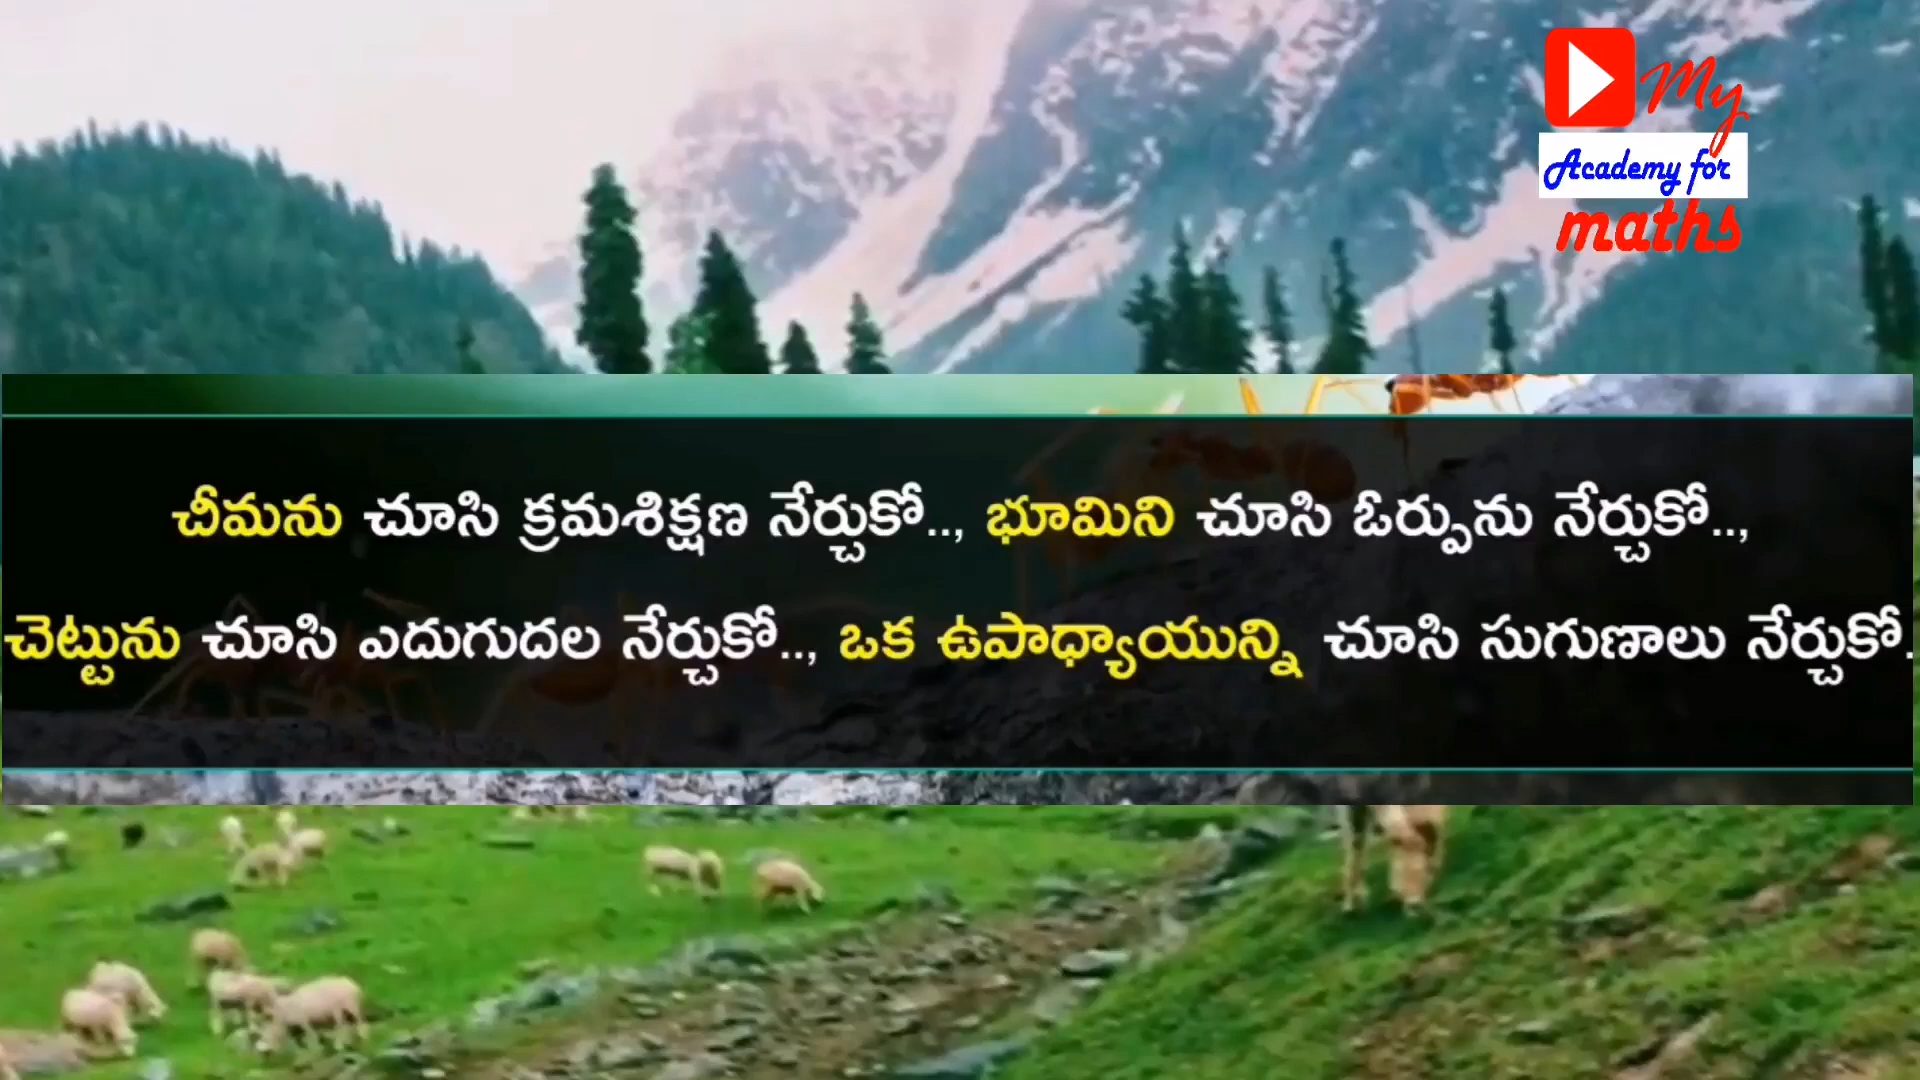 My
Academy for
maths
చీమను చూసి క్రమశిక్షణ నేర్చుకో.., భూమిని చూసి ఓర్పును నేర్చుకో..,
చెట్టును చూసి ఎదుగుదల నేర్చుకో.., ఒక ఉపాధ్యాయున్ని చూసి సుగుణాలు నేర్చుకో.